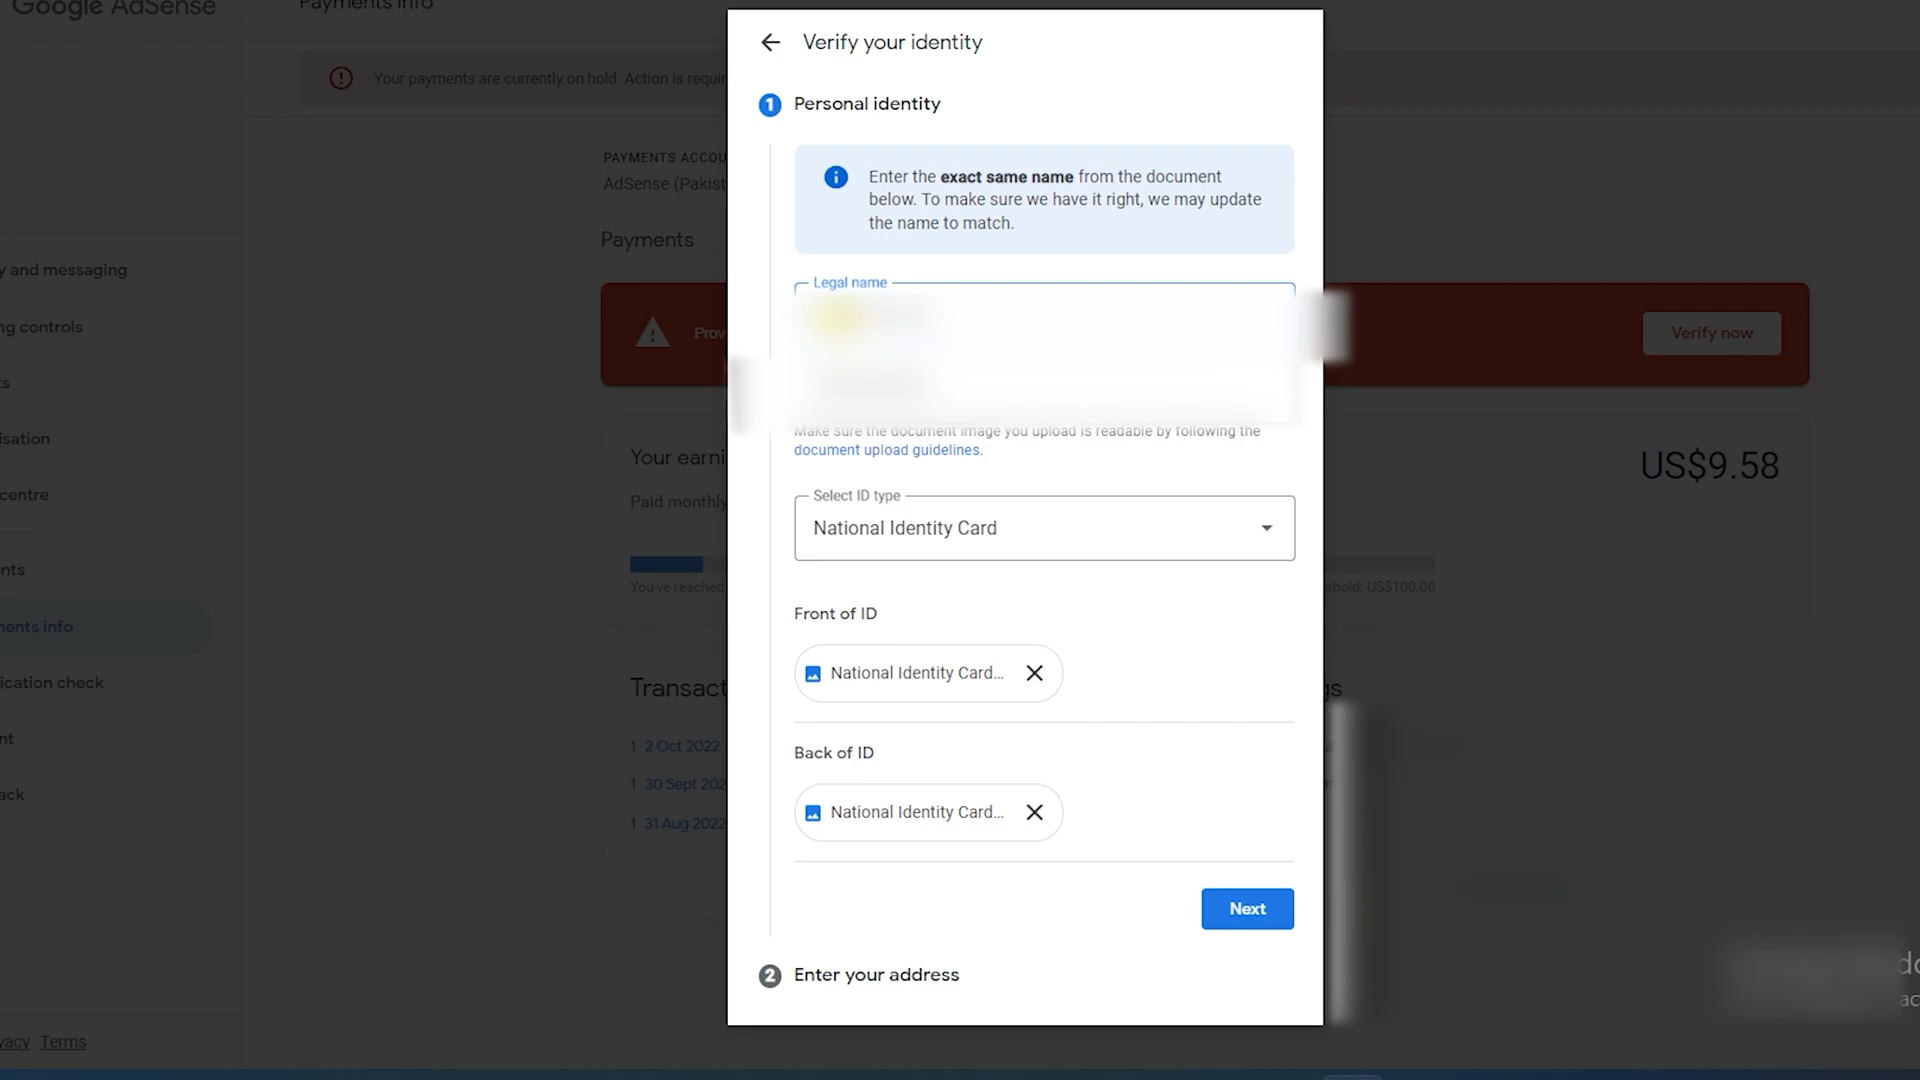 Google AdSense
Payments info
Your payments are currently on hold. Action is requir
Verify your identity
1 Personal identity
Enter the exact same name from the document
below. To make sure we have it right, we may update
the name to match.
Legal name
Make sure the document image you upload is readable by following the
document upload guidelines.
Select ID type
National Identity Card
Front of ID
National Identity Card...
Back of ID
National Identity Card...
Next
2 Enter your address
PAYMENTS ACCOU
AdSense (Pakist
Payments
Prov
Verify now
Your earni
US$9.58
Paid monthly
You've reached
shold: US$100.00
Transact
gs
1 2 Oct 2022
1 30 Sept 202
1 31 Aug 2022
y and messaging
ng controls
ts
isation
centre
nts
ments info
ication check
nt
ack
vacy Terms